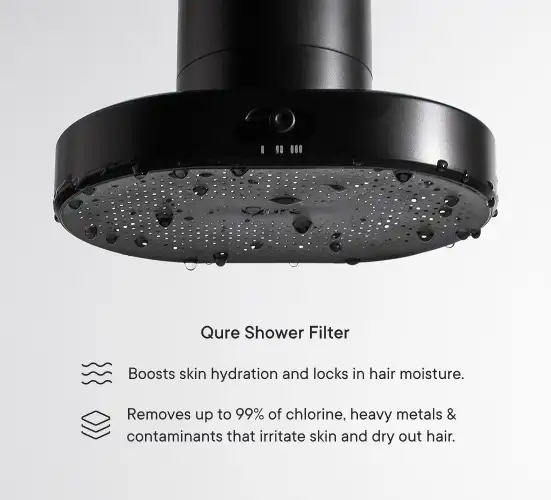 Qure
Qure Shower Filter
Boosts skin hydration and locks in hair moisture.
Removes up to 99% of chlorine, heavy metals &
contaminants that irritate skin and dry out hair.